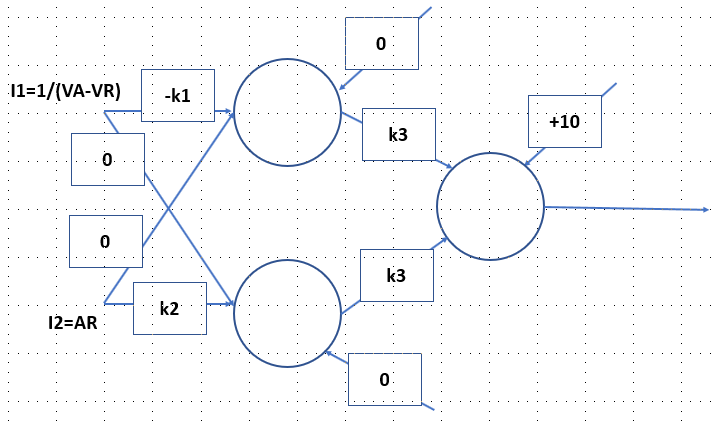 0
I1=1/(VA-VR)
-k1
+10
k3
0
0
k3
k2
I2=AR
0